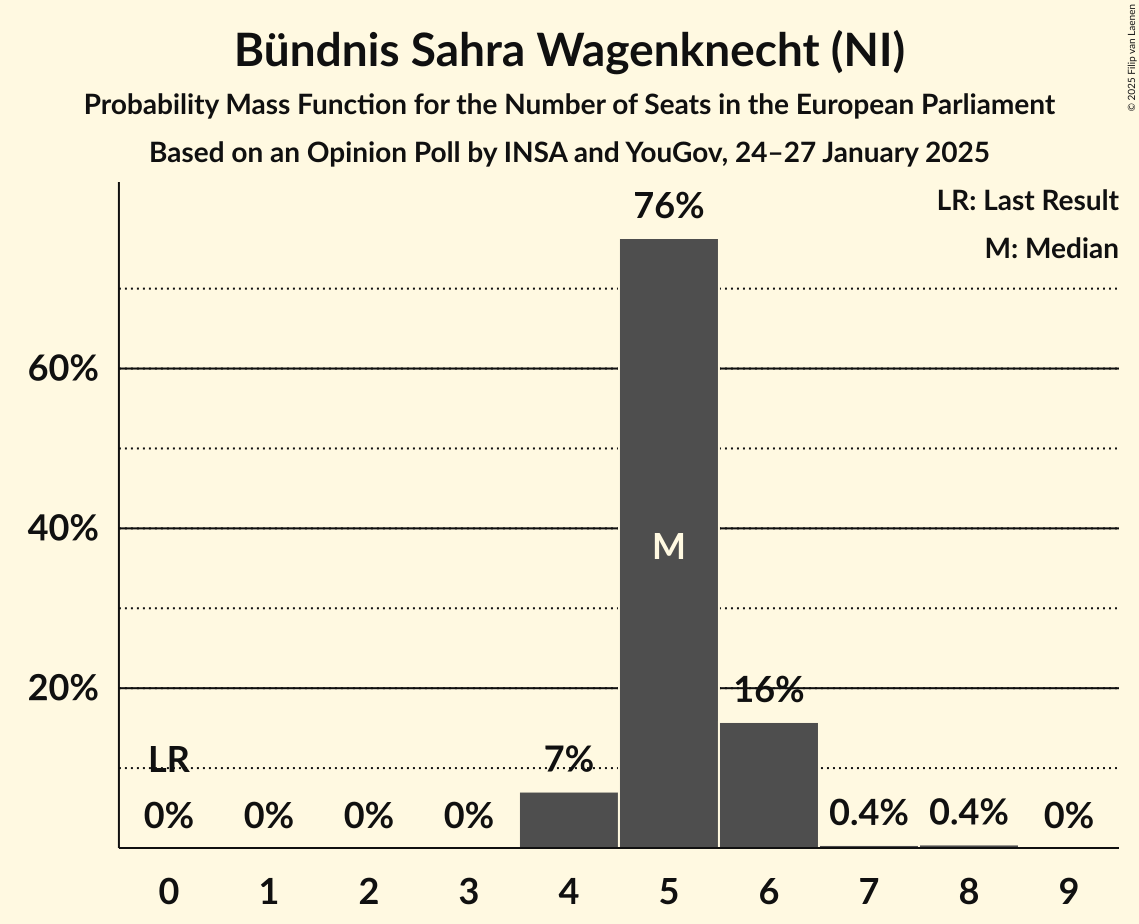 Bündnis Sahra Wagenknecht (NI)
Probability Mass Function for the Number of Seats in the European Parliament
Based on an Opinion Poll by INSA and YouGov, 24–27 January 2025
© 2025 Filip van Laenen
LR: Last Result
M: Median
76%
60%
40%
M
20%
16%
LR
7%
0% 0% 0% 0% 0.4% 0.4% 0%
0 1 2 3 4 5 6 7 8 9